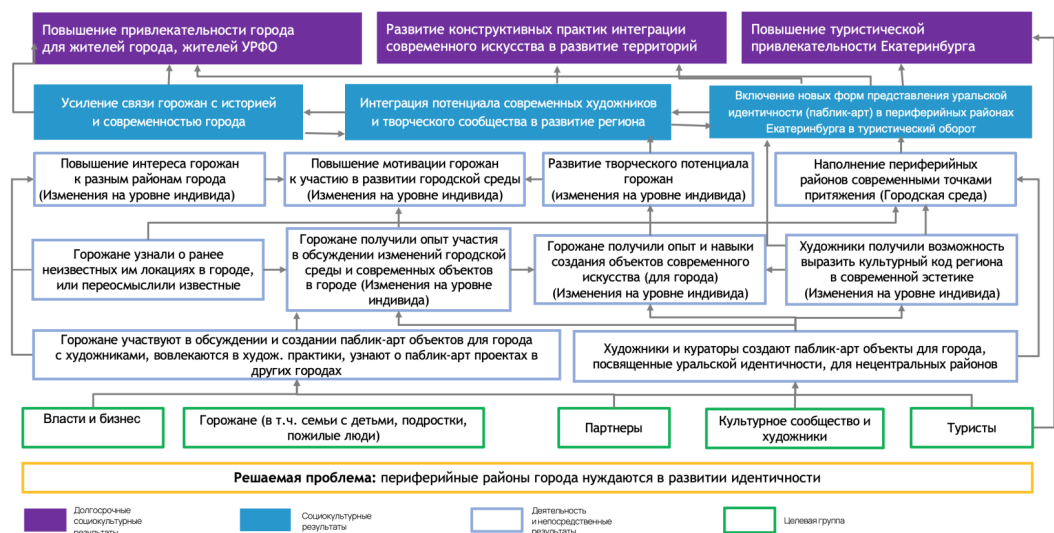 Повышение привлекательности города
для жителей города, жителей УРФО
Развитие конструктивных практик интеграции
современного искусства в развитие территорий
Повышение туристической
привлекательности Екатеринбурга
Усиление связи горожан с историей
и современностью города
Интеграция потенциала современных художников
и творческого сообщества в развитие региона
Включение новых форм представления уральской
идентичности (паблик-арт) в периферийных районах
Екатеринбурга в туристический оборот
Повышение интереса горожан
к разным районам города
(Изменения на уровне индивида)
Повышение мотивации горожан
к участию в развитии городской среды
(Изменения на уровне индивида)
Развитие творческого потенциала
горожан
(изменения на уровне индивида)
Наполнение периферийных
районов современными точками
притяжения (Городская среда)
Горожане узнали о ранее
неизвестных им локациях в городе,
или переосмыслили известные
Горожане получили опыт участия
в обсуждении изменений городской
среды и современных объектов
в городе (Изменения на уровне
индивида)
Горожане получили опыт и навыки
создания объектов современного
искусства (для города)
(Изменения на уровне индивида)
Художники получили возможность
выразить культурный код региона
в современной эстетике
(Изменения на уровне индивида)
Горожане участвуют в обсуждении и создании паблик-арт объектов для города
с художниками, вовлекаются в худож. практики, узнают о паблик-арт проектах в
других городах
Художники и кураторы создают паблик-арт объекты для города,
посвященные уральской идентичности, для нецентральных районов
Власти и бизнес
Горожане (в т.ч. семьи с детьми, подростки,
пожилые люди)
Партнеры
Культурное сообщество и
художники
Туристы
Решаемая проблема: периферийные районы города нуждаются в развитии идентичности
Долгосрочные
социокультурные
результаты
Социокультурные
результаты
Деятельность
и непосредственные
результаты
Целевая группа